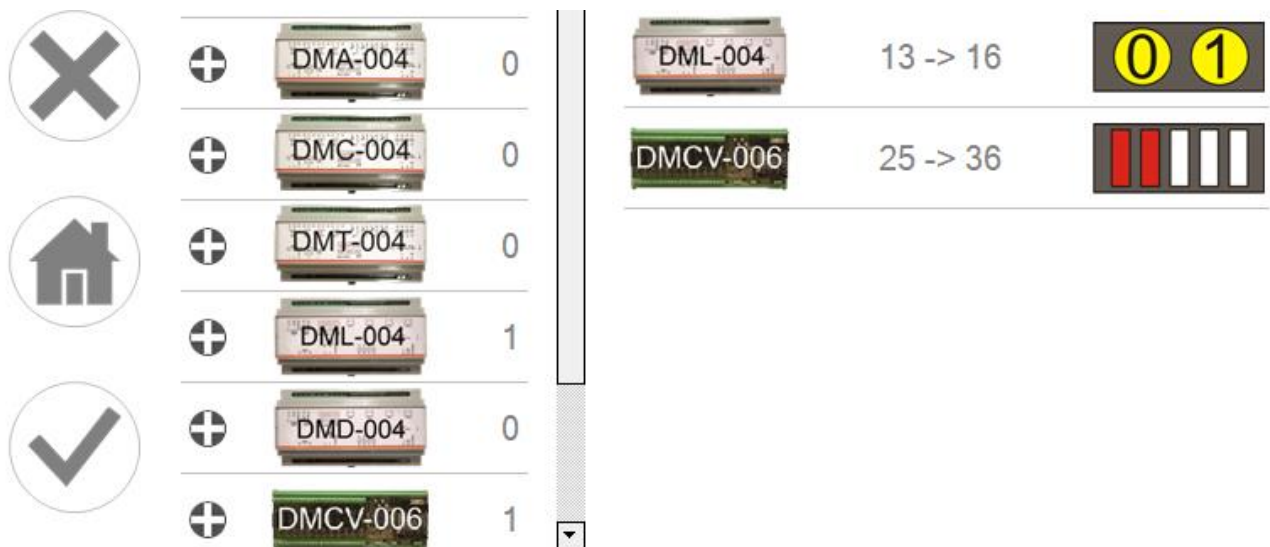 DMA-004 0
DMC-004 0
DMT-004 0
DML-004 1
DMD-004 0
DMCV-006 1
DML-004 13 -> 16 0 1
DMCV-006 25 -> 36